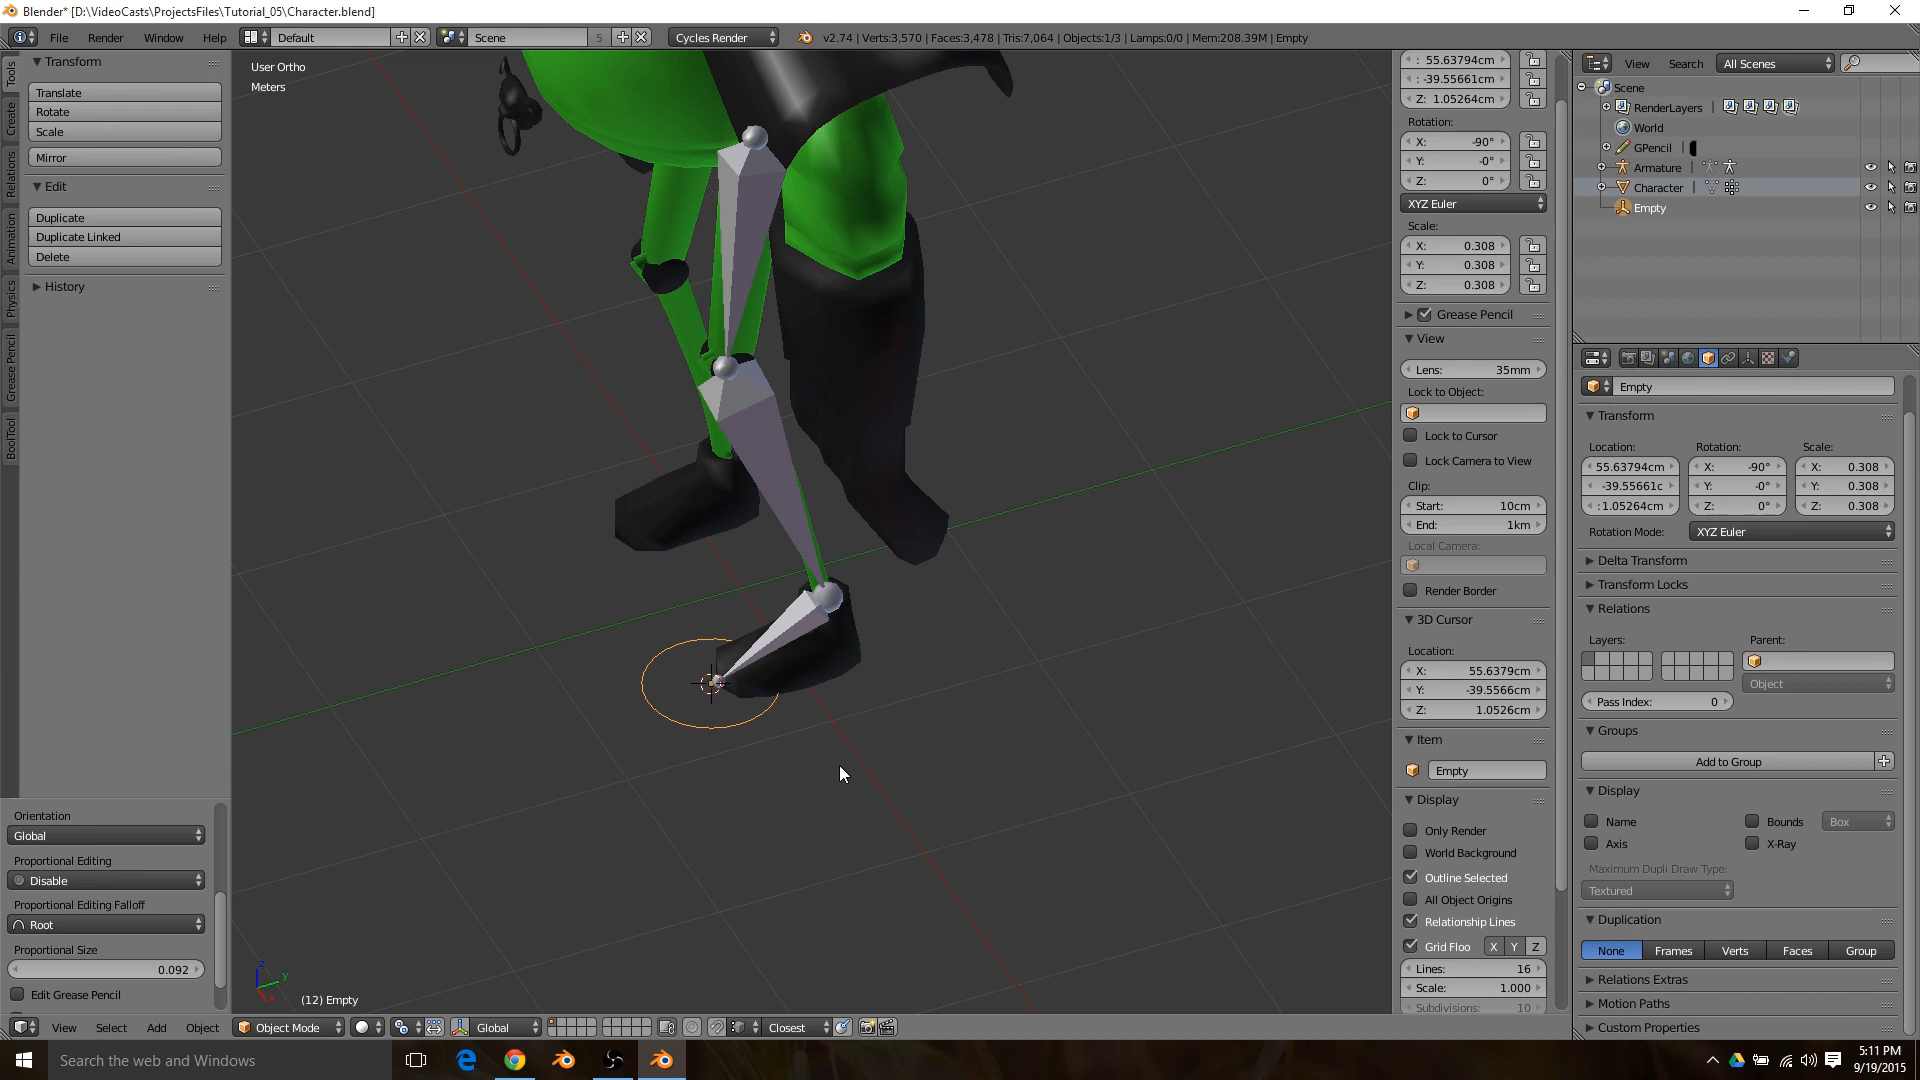 Blender* [D:\VideoCasts\ProjectsFiles\Tutorial_05\Character.blend]
File Render Window Help Default Scene 5 Cycles Render v2.74 | Verts:3,570 | Faces:3,478 | Tris:7,064 | Objects:1/3 | Lamps:0/0 | Mem:208.39M | Empty
Tools
Create
Relations
Animation
Physics
Grease Pencil
BoolTool
Transform
Translate
Rotate
Scale
Mirror
Edit
Duplicate
Duplicate Linked
Delete
History
Orientation
Global
Proportional Editing
Disable
Proportional Editing Falloff
Root
Proportional Size
0.092
Edit Grease Pencil
User Ortho
Meters
z
y
(12) Empty
View Select Add Object Object Mode Global Closest
: 55.63794cm
: -39.55661cm
Z: 1.05264cm
Rotation:
X: -90°
Y: -0°
Z: 0°
XYZ Euler
Scale:
X: 0.308
Y: 0.308
Z: 0.308
Grease Pencil
View
Lens: 35mm
Lock to Object:
Lock to Cursor
Lock Camera to View
Clip:
Start: 10cm
End: 1km
Local Camera:
Render Border
3D Cursor
Location:
X: 55.6379cm
Y: -39.5566cm
Z: 1.0526cm
Item
Empty
Display
Only Render
World Background
Outline Selected
All Object Origins
Relationship Lines
Grid Floo X Y Z
Lines: 16
Scale: 1.000
Subdivisions: 10
View Search All Scenes
Scene
RenderLayers |
World
GPencil |
Armature |
Character |
Empty
Empty
Transform
Location: Rotation: Scale:
55.63794cm X: -90° X: 0.308
-39.55661c Y: -0° Y: 0.308
: 1.05264cm Z: 0° Z: 0.308
Rotation Mode: XYZ Euler
Delta Transform
Transform Locks
Relations
Layers: Parent:
Object
Pass Index: 0
Groups
Add to Group
Display
Name Bounds Box
Axis X-Ray
Maximum Dupli Draw Type:
Textured
Duplication
None Frames Verts Faces Group
Relations Extras
Motion Paths
Custom Properties
Search the web and Windows
5:11 PM
9/19/2015